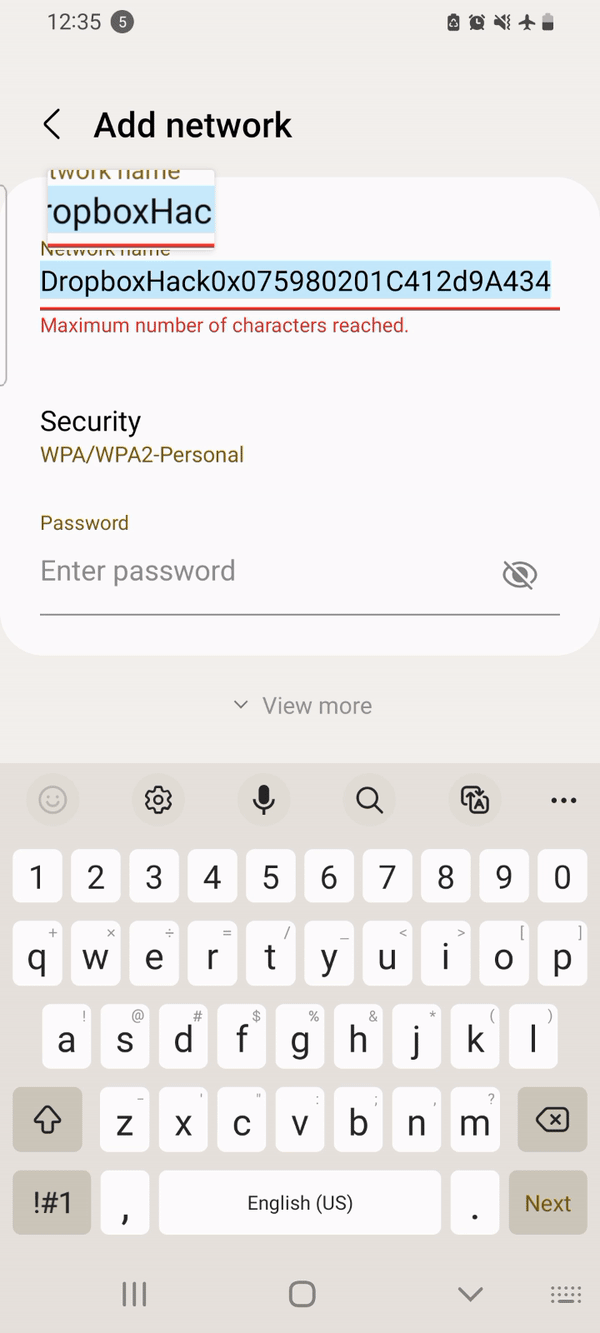 12:35 5
Add network
twork name
ropboxHac
Network name
DropboxHack0x075980201C412d9A434
Maximum number of characters reached.
Security
WPA/WPA2-Personal
Password
Enter password
View more
1 2 3 4 5 6 7 8 9 0
+ × ÷ = / _ < > [ ]
q w e r t y u i o p
! @ # $ % & * ( )
a s d f g h j k l
- ' " : ; , ?
z x c v b n m
!#1 , English (US) . Next